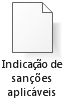 Indicação de
sanções
aplicáveis